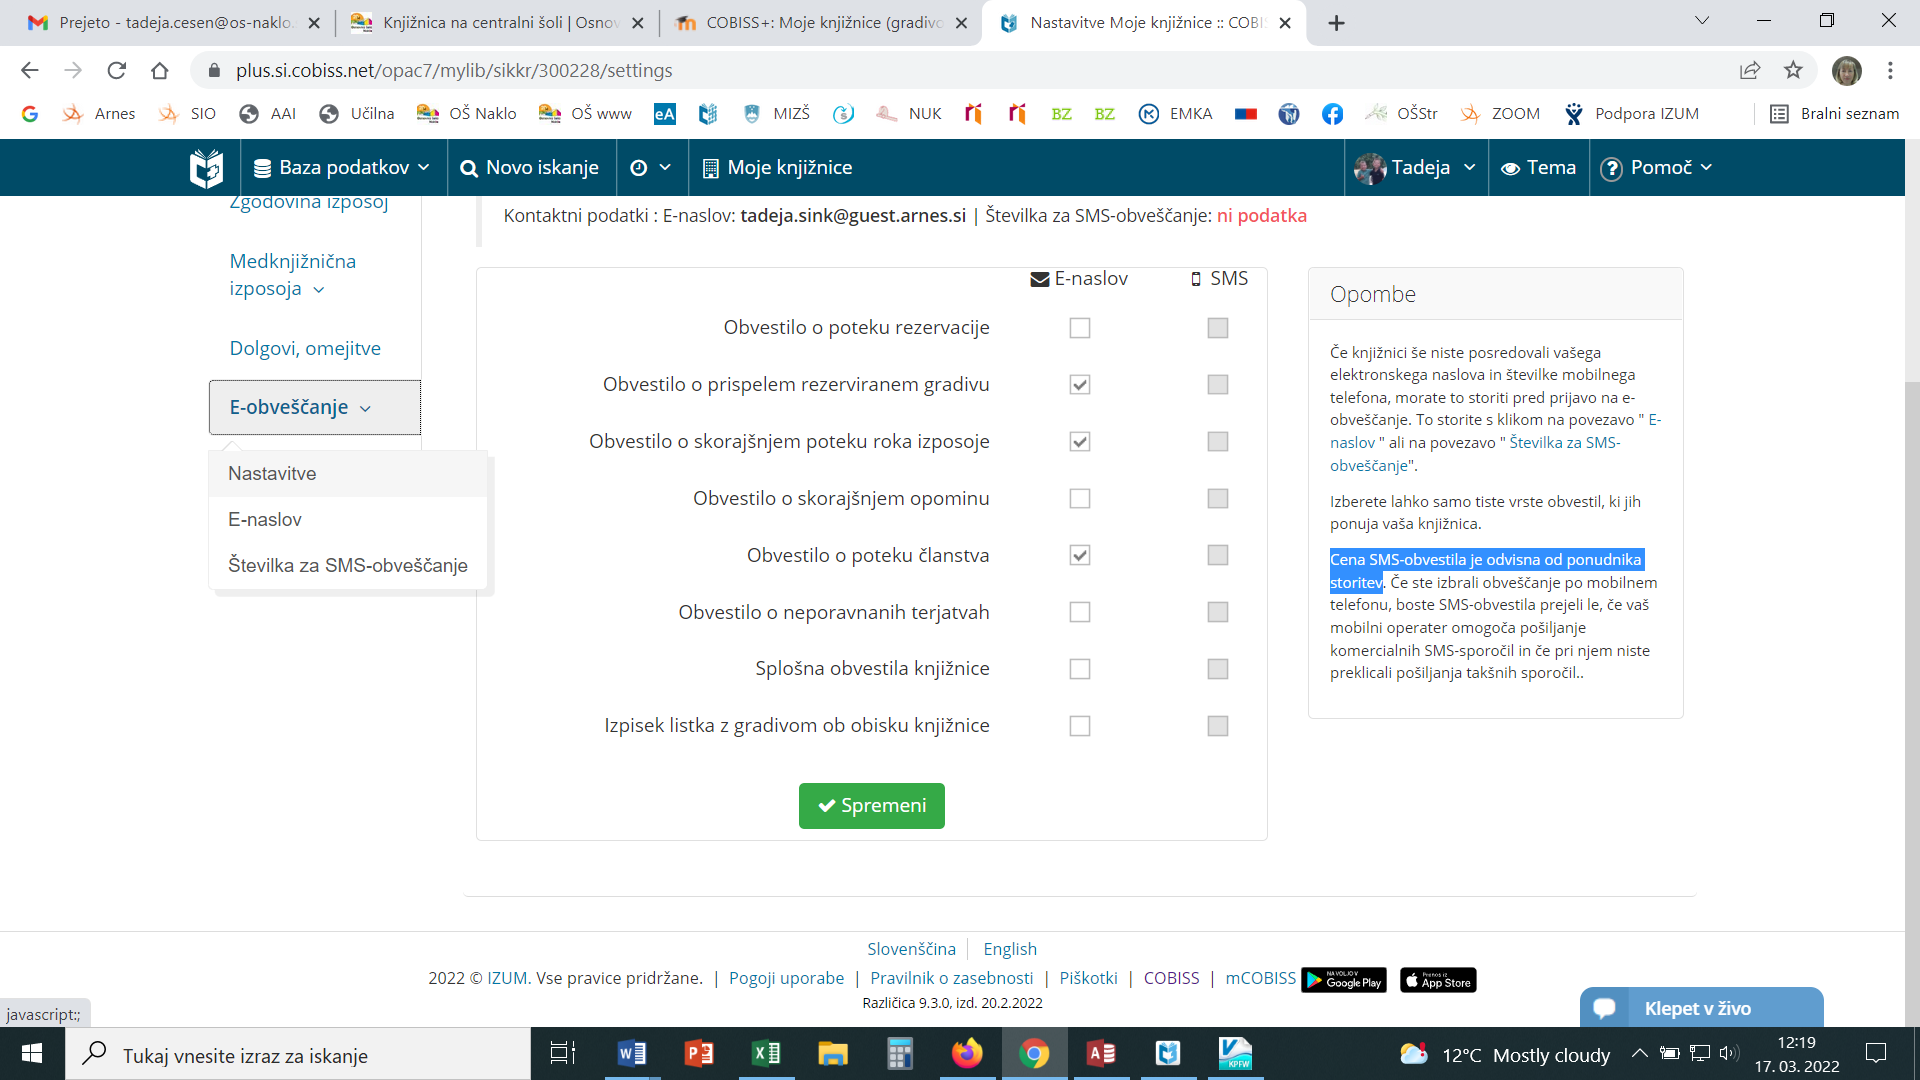 Prejeto - tadeja.cesen@os-naklo.
Knjižnica na centralni šoli | Osnov
COBISS+: Moje knjižnice (gradivo
Nastavitve Moje knjižnice :: COBIS
plus.si.cobiss.net/opac7/mylib/sikkr/300228/settings
Arnes
SIO
AAI
Učilna
OŠ Naklo
OŠ www
eA
MIZŠ
NUK
BZ
BZ
EMKA
OŠStr
ZOOM
Podpora IZUM
Bralni seznam
Baza podatkov
Novo iskanje
Moje knjižnice
Tadeja
Tema
Pomoč
Zgodovina izposoj
Medknjižnična
izposoja
Dolgovi, omejitve
E-obveščanje
Nastavitve
E-naslov
Številka za SMS-obveščanje
Kontaktni podatki : E-naslov: tadeja.sink@guest.arnes.si | Številka za SMS-obveščanje: ni podatka
E-naslov SMS
Obvestilo o poteku rezervacije
Obvestilo o prispelem rezerviranem gradivu
Obvestilo o skorajšnjem poteku roka izposoje
Obvestilo o skorajšnjem opominu
Obvestilo o poteku članstva
Obvestilo o neporavnanih terjatvah
Splošna obvestila knjižnice
Izpisek listka z gradivom ob obisku knjižnice
Spremeni
Opombe
Če knjižnici še niste posredovali vašega
elektronskega naslova in številke mobilnega
telefona, morate to storiti pred prijavo na e-
obveščanje. To storite s klikom na povezavo " E-
naslov " ali na povezavo " Številka za SMS-
obveščanje".
Izberete lahko samo tiste vrste obvestil, ki jih
ponuja vaša knjižnica.
Cena SMS-obvestila je odvisna od ponudnika
storitev. Če ste izbrali obveščanje po mobilnem
telefonu, boste SMS-obvestila prejeli le, če vaš
mobilni operater omogoča pošiljanje
komercialnih SMS-sporočil in če pri njem niste
preklicali pošiljanja takšnih sporočil..
Slovenščina English
2022 © IZUM. Vse pravice pridržane. | Pogoji uporabe | Pravilnik o zasebnosti | Piškotki | COBISS | mCOBISS
NA VOLJO V
Google Play
Prenos iz
App Store
Različica 9.3.0, izd. 20.2.2022
Klepet v živo
javascript:;
Tukaj vnesite izraz za iskanje
KPFW
12°C Mostly cloudy
12:19
17. 03. 2022